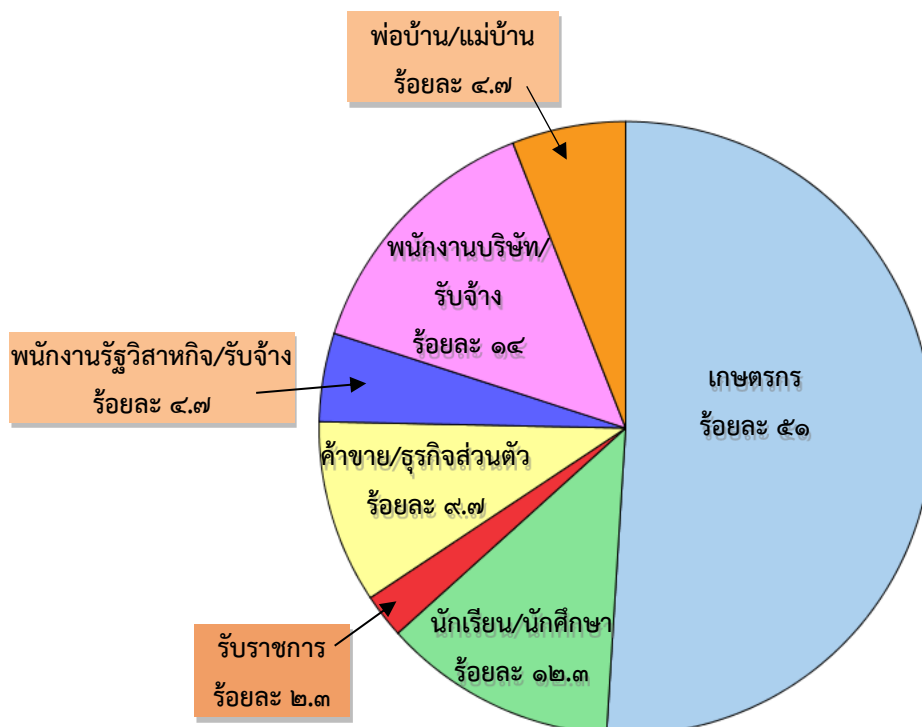 พ่อบ้าน/แม่บ้าน
ร้อยละ ๔.๗
พนักงานบริษัท/
รับจ้าง
ร้อยละ ๑๔
พนักงานรัฐวิสาหกิจ/รับจ้าง
ร้อยละ ๔.๗
เกษตรกร
ร้อยละ ๕๑
ค้าขาย/ธุรกิจส่วนตัว
ร้อยละ ๙.๗
นักเรียน/นักศึกษา
ร้อยละ ๑๒.๓
รับราชการ
ร้อยละ ๒.๓